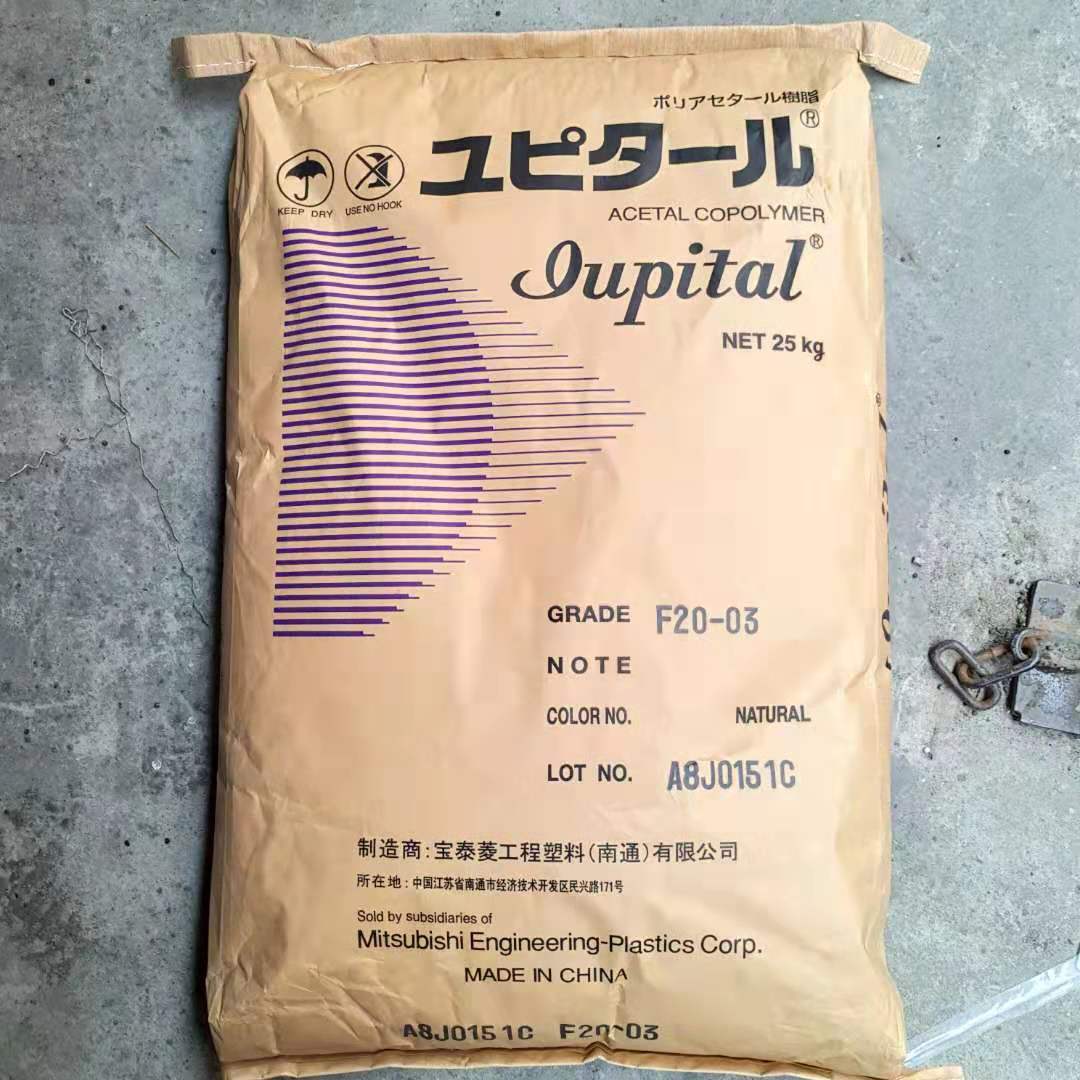 ポリアセタール樹脂
ユピタール®
KEEP DRY
USE NO HOOK
ACETAL COPOLYMER
Iupital®
NET 25 kg
GRADE F20-03
NOTE
COLOR NO. NATURAL
LOT NO. A8J0151C
制造商:宝泰菱工程塑料(南通)有限公司
所在地:中国江苏省南通市经济技术开发区民兴路171号
Sold by subsidiaries of
Mitsubishi Engineering-Plastics Corp.
MADE IN CHINA
A8J0151C F20-03